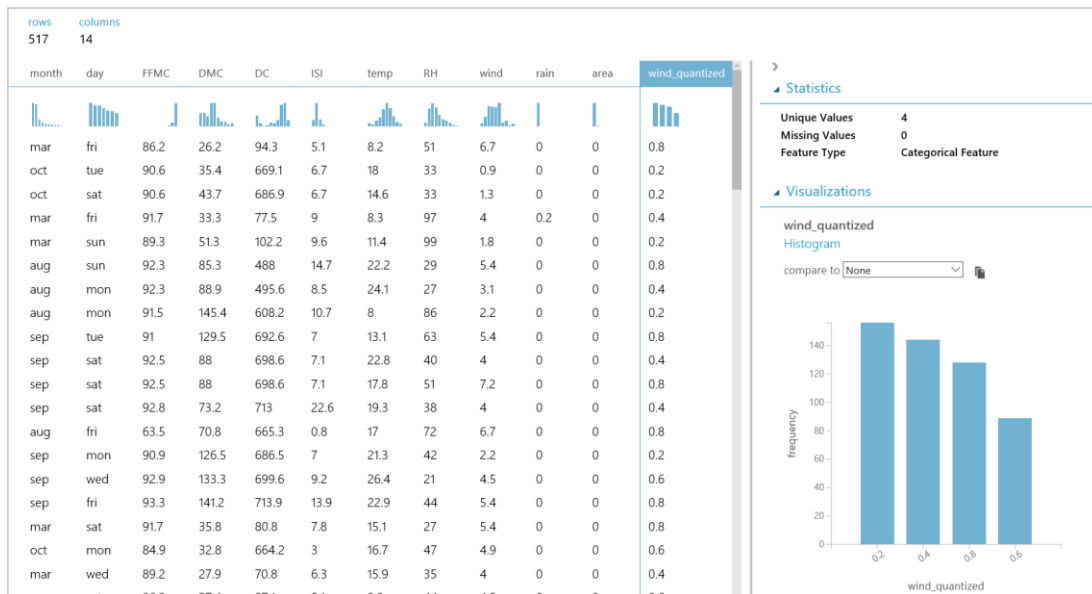 rows columns
517 14
month day FFMC DMC DC ISI temp RH wind rain area wind_quantized
mar fri 86.2 26.2 94.3 5.1 8.2 51 6.7 0 0 0.8
oct tue 90.6 35.4 669.1 6.7 18 33 0.9 0 0 0.2
oct sat 90.6 43.7 686.9 6.7 14.6 33 1.3 0 0 0.2
mar fri 91.7 33.3 77.5 9 8.3 97 4 0.2 0 0.4
mar sun 89.3 51.3 102.2 9.6 11.4 99 1.8 0 0 0.2
aug sun 92.3 85.3 488 14.7 22.2 29 5.4 0 0 0.8
aug mon 92.3 88.9 495.6 8.5 24.1 27 3.1 0 0 0.4
aug mon 91.5 145.4 608.2 10.7 8 86 2.2 0 0 0.2
sep tue 91 129.5 692.6 7 13.1 63 5.4 0 0 0.8
sep sat 92.5 88 698.6 7.1 22.8 40 4 0 0 0.4
sep sat 92.5 88 698.6 7.1 17.8 51 7.2 0 0 0.8
sep sat 92.8 73.2 713 22.6 19.3 38 4 0 0 0.4
aug fri 63.5 70.8 665.3 0.8 17 72 6.7 0 0 0.8
sep mon 90.9 126.5 686.5 7 21.3 42 2.2 0 0 0.2
sep wed 92.9 133.3 699.6 9.2 26.4 21 4.5 0 0 0.6
sep fri 93.3 141.2 713.9 13.9 22.9 44 5.4 0 0 0.8
mar sat 91.7 35.8 80.8 7.8 15.1 27 5.4 0 0 0.8
oct mon 84.9 32.8 664.2 3 16.7 47 4.9 0 0 0.6
mar wed 89.2 27.9 70.8 6.3 15.9 35 4 0 0 0.4
Statistics
Unique Values 4
Missing Values 0
Feature Type Categorical Feature
Visualizations
wind_quantized
Histogram
compare to None
frequency
140
120
100
80
60
40
20
0
0.2 0.4 0.8 0.6
wind_quantized